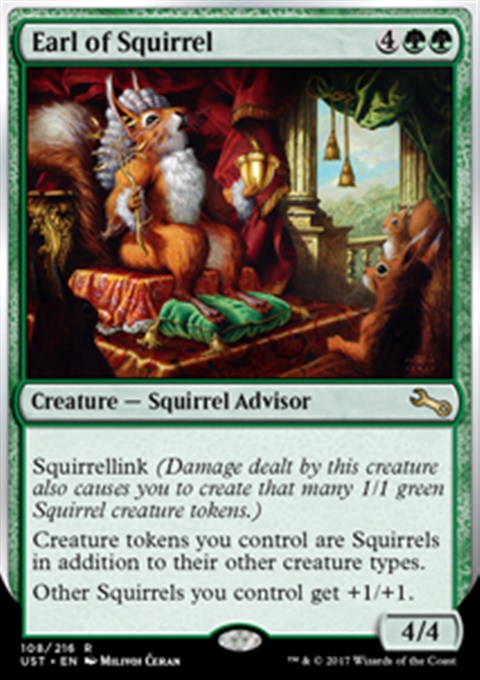 Earl of Squirrel 4
Creature — Squirrel Advisor
Squirrellink (Damage dealt by this creature
also causes you to create that many 1/1 green
Squirrel creature tokens.)
Creature tokens you control are Squirrels
in addition to their other creature types.
Other Squirrels you control get +1/+1.
4/4
108/216 R
UST • EN Milivoj Ćeran
™ & © 2017 Wizards of the Coast